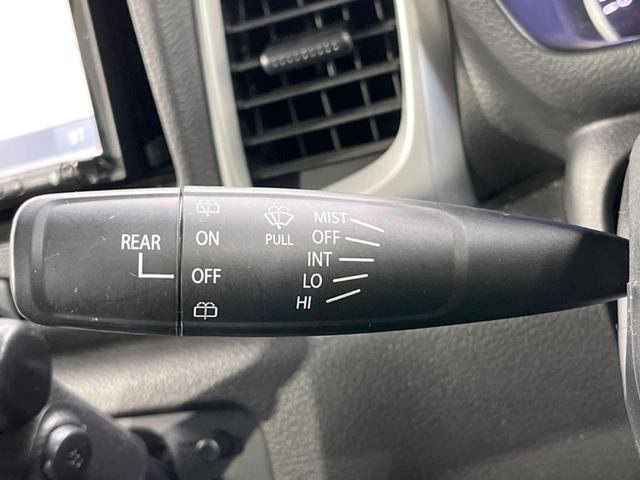 REAR
ON
OFF
PULL
MIST
OFF
INT
LO
HI